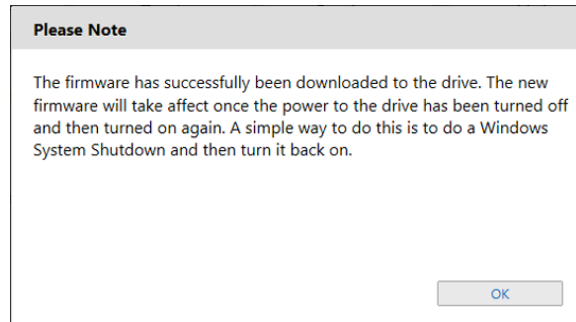 Please Note
The firmware has successfully been downloaded to the drive. The new
firmware will take affect once the power to the drive has been turned off
and then turned on again. A simple way to do this is to do a Windows
System Shutdown and then turn it back on.
OK